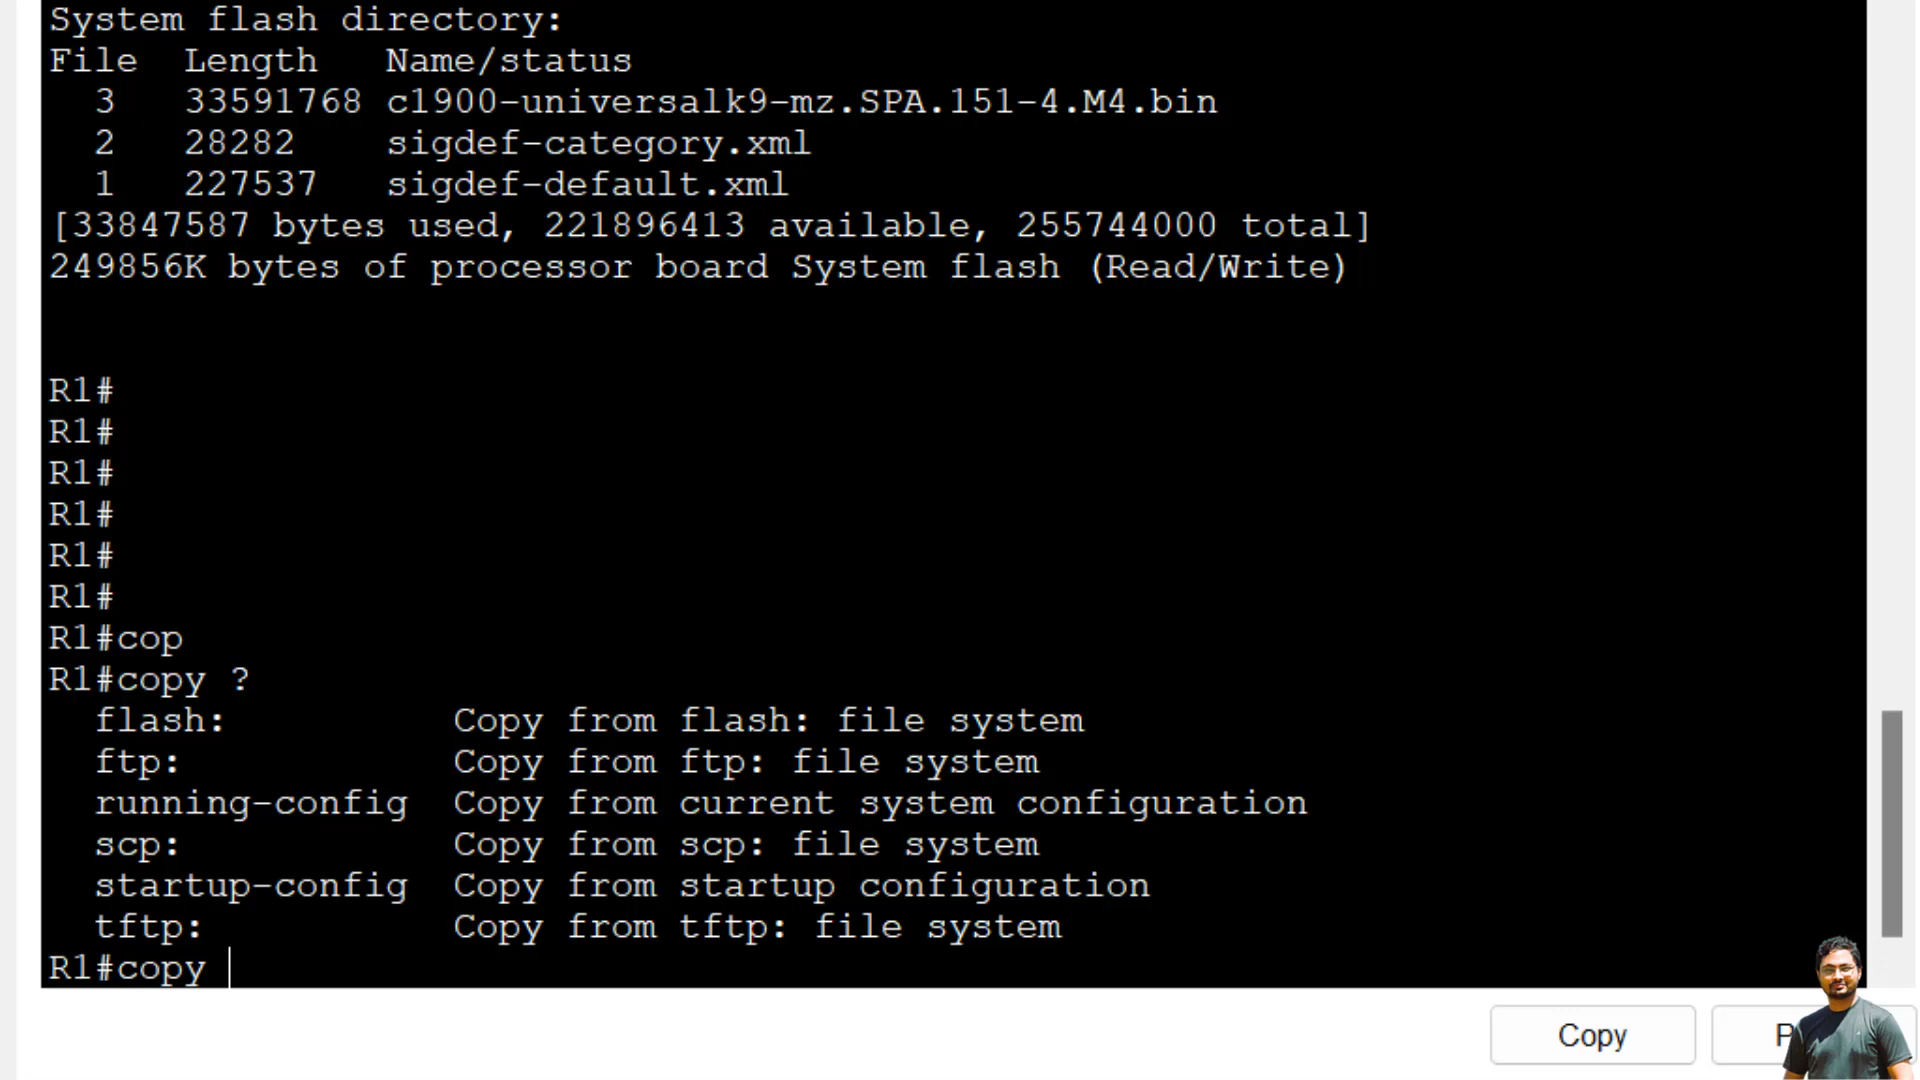 System flash directory:
File  Length   Name/status
  3   33591768 c1900-universalk9-mz.SPA.151-4.M4.bin
  2   28282    sigdef-category.xml
  1   227537   sigdef-default.xml
[33847587 bytes used, 221896413 available, 255744000 total]
249856K bytes of processor board System flash (Read/Write)
R1#
R1#
R1#
R1#
R1#
R1#
R1#cop
R1#copy ?
  flash:          Copy from flash: file system
  ftp:            Copy from ftp: file system
  running-config  Copy from current system configuration
  scp:            Copy from scp: file system
  startup-config  Copy from startup configuration
  tftp:           Copy from tftp: file system
R1#copy
Copy